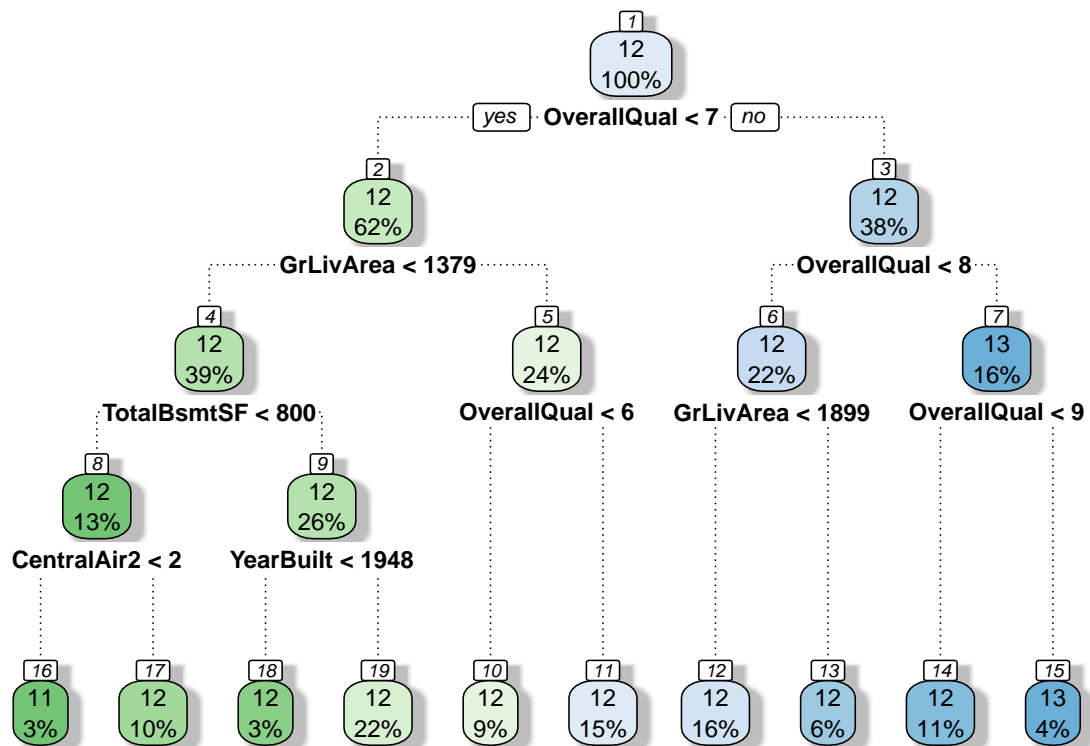 1
12
100%
yes OverallQual < 7 no
2 3
12 12
62% 38%
GrLivArea < 1379 OverallQual < 8
4 5 6 7
12 12 12 13
39% 24% 22% 16%
TotalBsmtSF < 800 OverallQual < 6 GrLivArea < 1899 OverallQual < 9
8 9
12 12
13% 26%
CentralAir2 < 2 YearBuilt < 1948
16 17 18 19 10 11 12 13 14 15
11 12 12 12 12 12 12 12 12 13
3% 10% 3% 22% 9% 15% 16% 6% 11% 4%